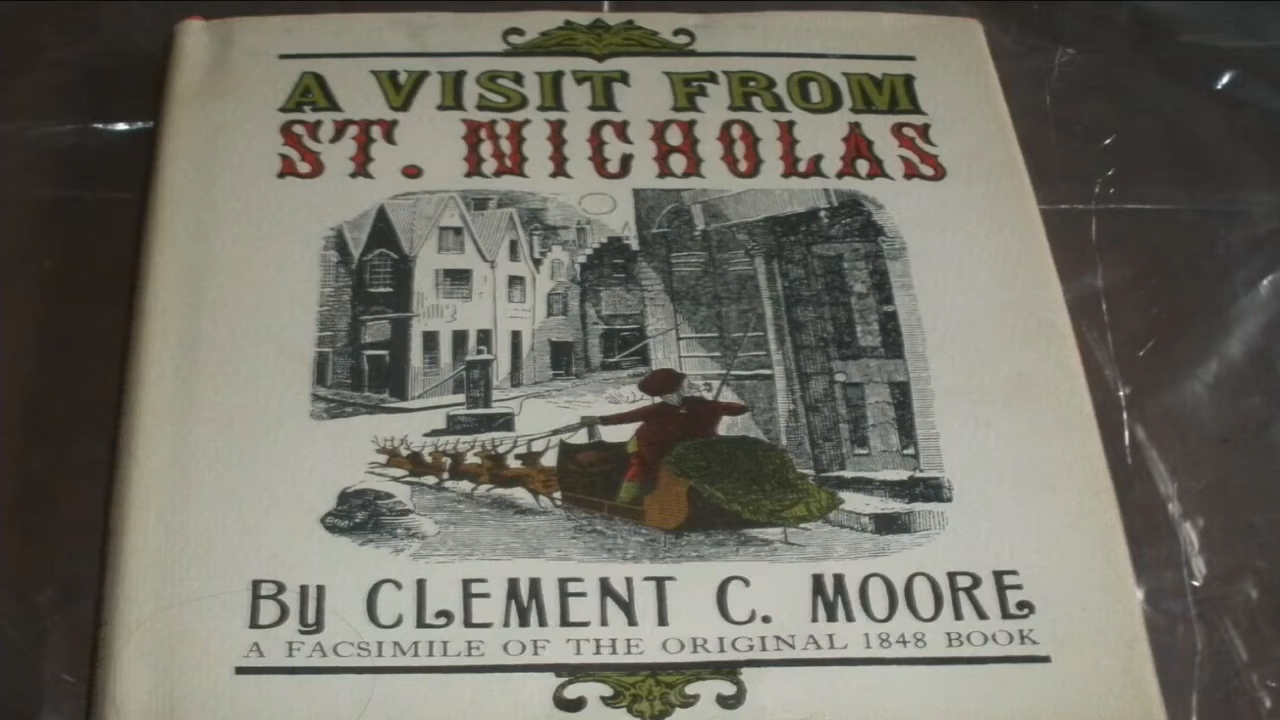 A VISIT FROM
ST. NICHOLAS
By CLEMENT C. MOORE
A FACSIMILE OF THE ORIGINAL 1848 BOOK